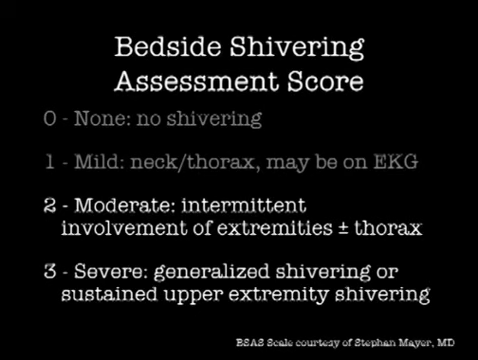 Bedside Shivering
Assessment Score
0 - None: no shivering
1 - Mild: neck/thorax, may be on EKG
2 - Moderate: intermittent
involvement of extremities ± thorax
3 - Severe: generalized shivering or
sustained upper extremity shivering
BSAS Scale courtesy of Stephan Mayer, MD